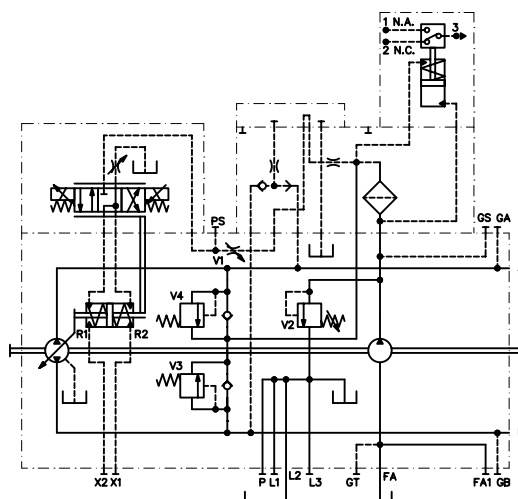 1 N.A.
3
2 N.C.
PS
GS GA
V1
V4
V2
R1 R2
V3
X2 X1
P L1 L2 L3 GT FA FA1 GB